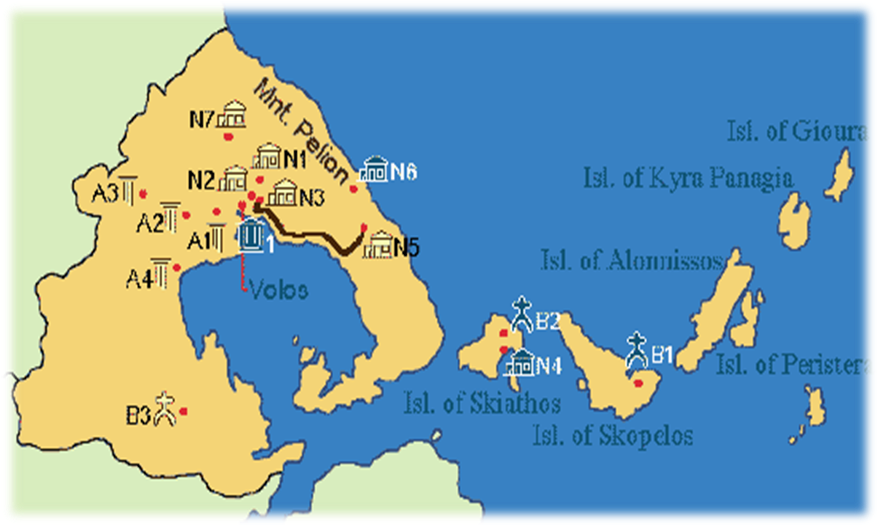 Mnt. Pelion
N7
N1
N6
N2
N3
A3
A2
A1
1
N5
A4
Volos
Isl. of Gioura
Isl. of Kyra Panagia
Isl. of Alonnissos
B2
B1
N4
Isl. of Peristera
Isl. of Skiathos
B3
Isl. of Skopelos